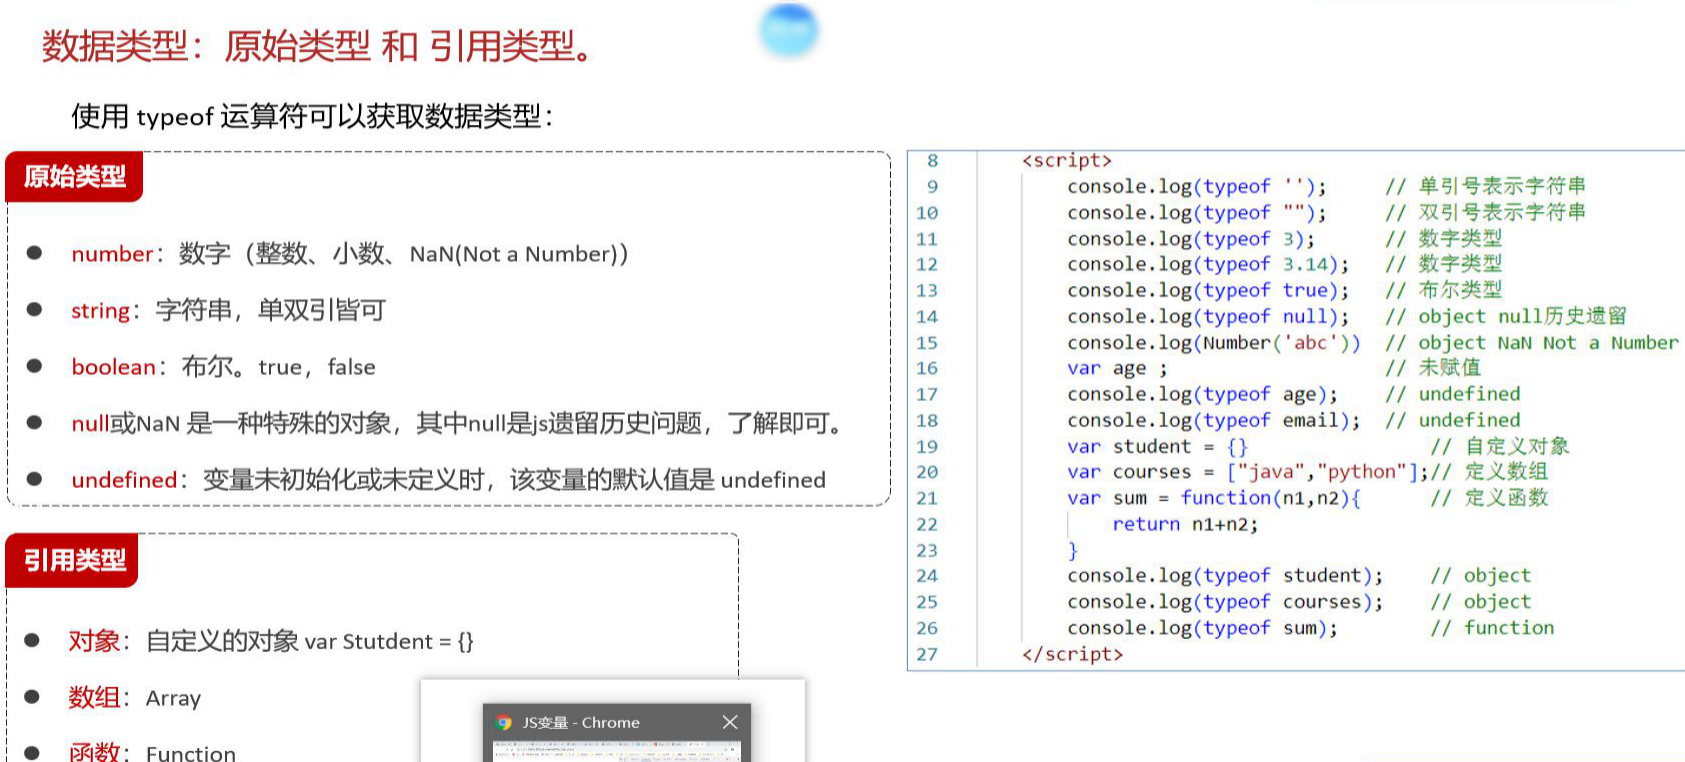 数据类型：原始类型 和 引用类型。
使用 typeof 运算符可以获取数据类型：
原始类型
● number：数字（整数、小数、NaN(Not a Number)）
● string：字符串，单双引皆可
● boolean：布尔。true，false
● null或NaN 是一种特殊的对象，其中null是js遗留历史问题，了解即可。
● undefined：变量未初始化或未定义时，该变量的默认值是 undefined
引用类型
● 对象：自定义的对象 var Stutdent = {}
● 数组：Array
● 函数：Function
JS变量 - Chrome
8 <script>
9 console.log(typeof ''); // 单引号表示字符串
10 console.log(typeof ""); // 双引号表示字符串
11 console.log(typeof 3); // 数字类型
12 console.log(typeof 3.14); // 数字类型
13 console.log(typeof true); // 布尔类型
14 console.log(typeof null); // object null历史遗留
15 console.log(Number('abc')) // object NaN Not a Number
16 var age ; // 未赋值
17 console.log(typeof age); // undefined
18 console.log(typeof email); // undefined
19 var student = {} // 自定义对象
20 var courses = ["java","python"];// 定义数组
21 var sum = function(n1,n2){ // 定义函数
22 return n1+n2;
23 }
24 console.log(typeof student); // object
25 console.log(typeof courses); // object
26 console.log(typeof sum); // function
27 </script>